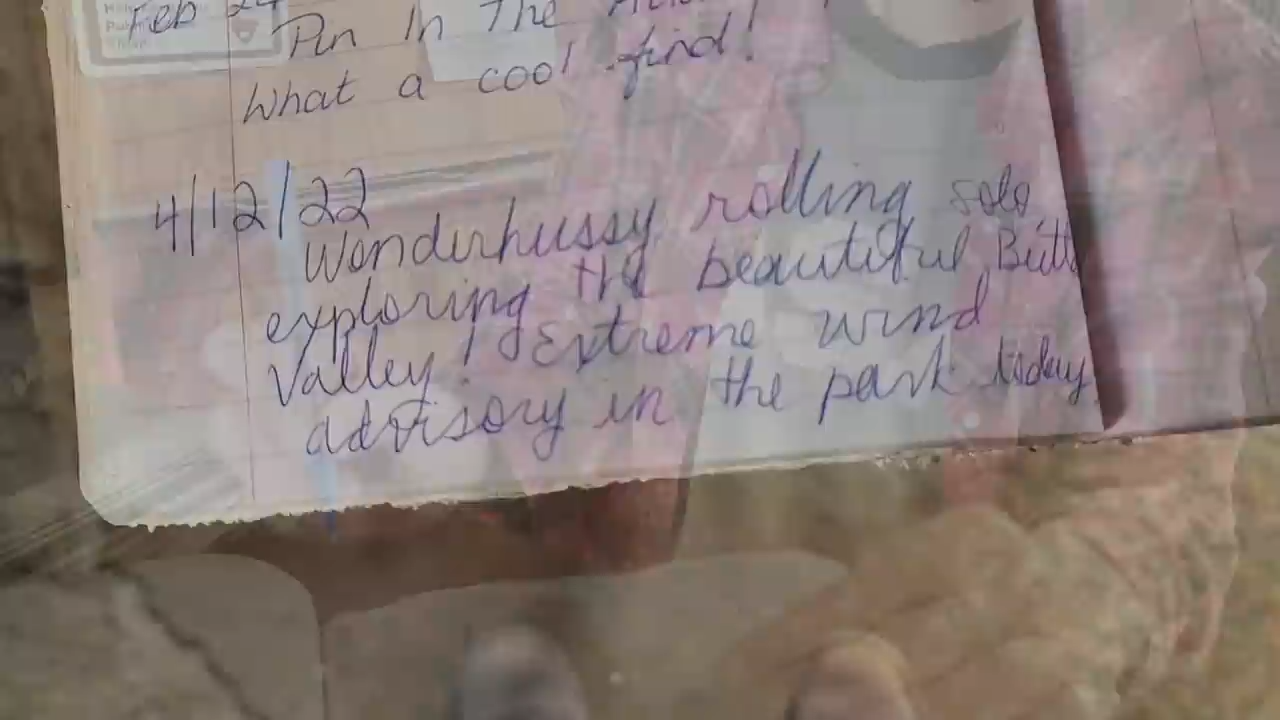 Feb 24
Pin In The
What a cool find!
4/12/22
Wonderhussy rolling solo,
exploring the beautiful Butte
Valley! Extreme wind
advisory in the park today